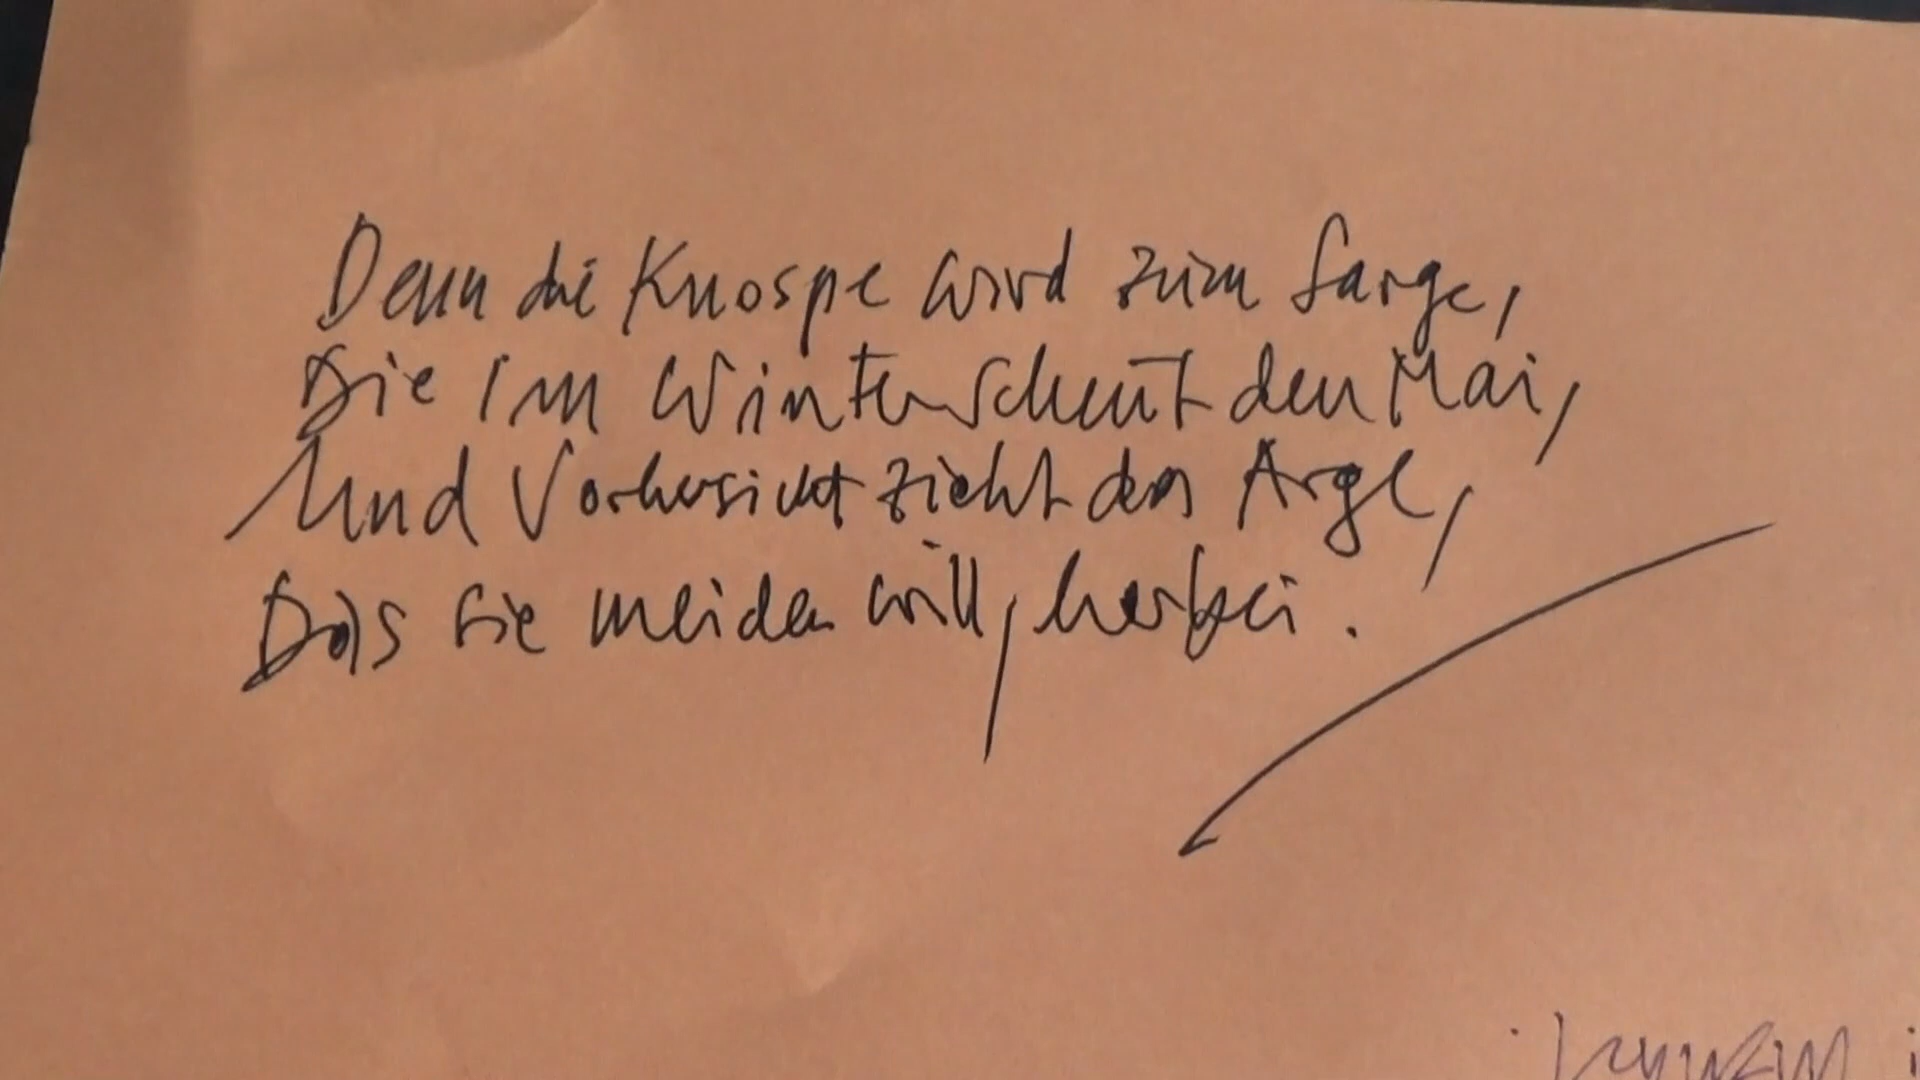 Denn die Knospe wird zum Sarge,
Die im Winter scheut den Mai,
Und Vorhersicht zieht das Arge,
Das sie meiden will, herbei.